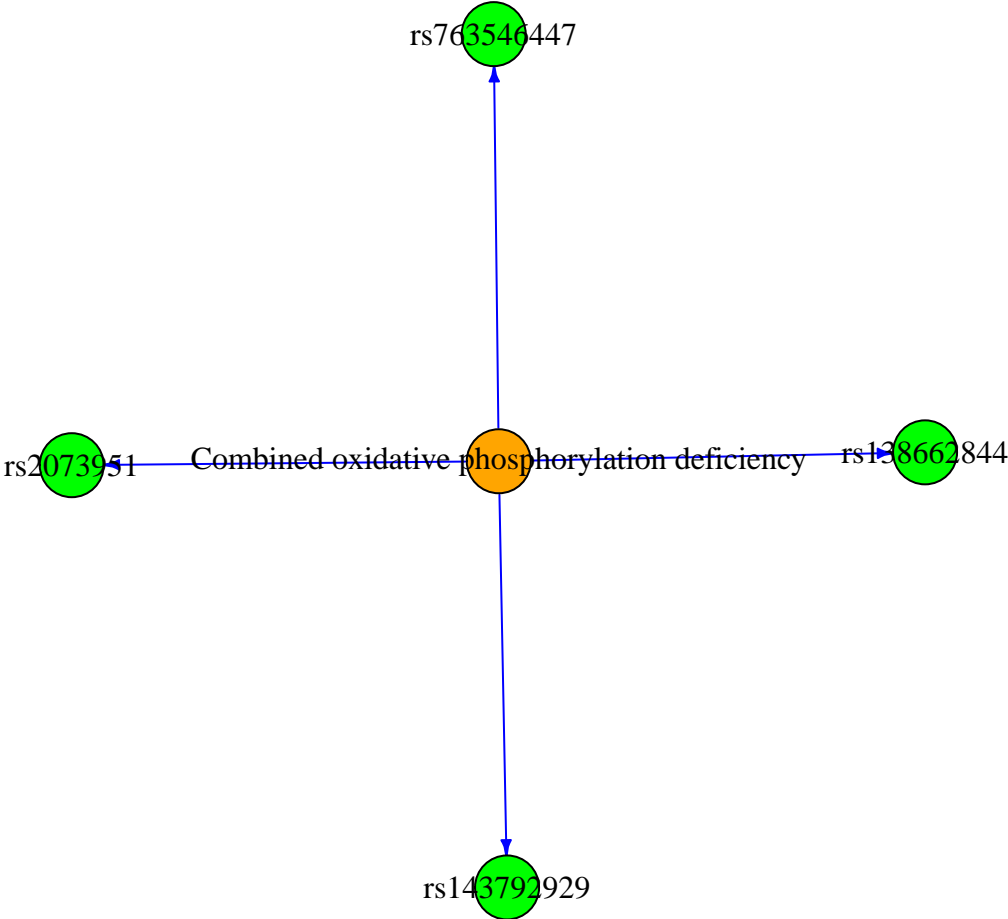 rs763546447
rs2073951
Combined oxidative phosphorylation deficiency
rs138662844
rs143792929